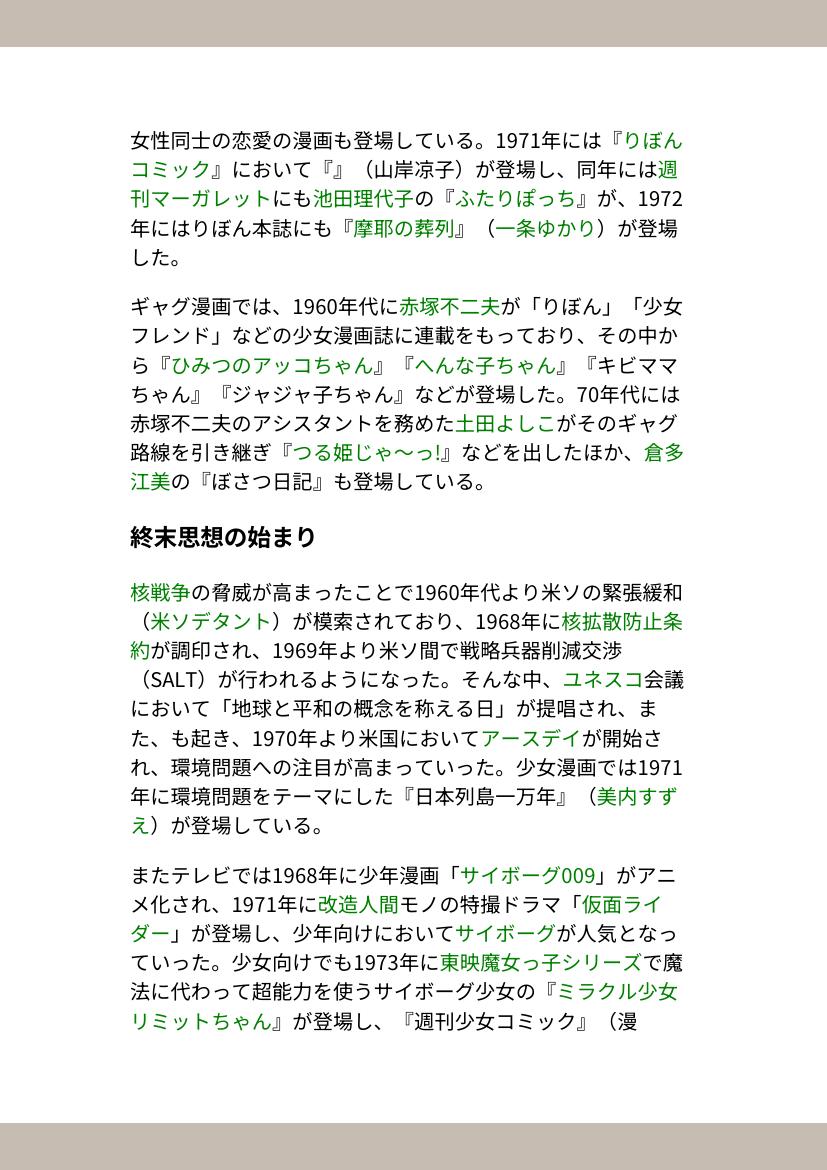 女性同士の恋愛の漫画も登場している。1971年には『りぼん
コミック』において『』（山岸凉子）が登場し、同年には週
刊マーガレットにも池田理代子の『ふたりぽっち』が、1972
年にはりぼん本誌にも『摩耶の葬列』（一条ゆかり）が登場
した。
ギャグ漫画では、1960年代に赤塚不二夫が「りぼん」「少女
フレンド」などの少女漫画誌に連載をもっており、その中か
ら『ひみつのアッコちゃん』『へんな子ちゃん』『キビママ
ちゃん』『ジャジャ子ちゃん』などが登場した。70年代には
赤塚不二夫のアシスタントを務めた土田よしこがそのギャグ
路線を引き継ぎ『つる姫じゃ〜っ!』などを出したほか、倉多
江美の『ぼさつ日記』も登場している。
終末思想の始まり
核戦争の脅威が高まったことで1960年代より米ソの緊張緩和
（米ソデタント）が模索されており、1968年に核拡散防止条
約が調印され、1969年より米ソ間で戦略兵器削減交渉
（SALT）が行われるようになった。そんな中、ユネスコ会議
において「地球と平和の概念を称える日」が提唱され、ま
た、も起き、1970年より米国においてアースデイが開始さ
れ、環境問題への注目が高まっていった。少女漫画では1971
年に環境問題をテーマにした『日本列島一万年』（美内すず
え）が登場している。
またテレビでは1968年に少年漫画「サイボーグ009」がアニ
メ化され、1971年に改造人間モノの特撮ドラマ「仮面ライ
ダー」が登場し、少年向けにおいてサイボーグが人気となっ
ていった。少女向けでも1973年に東映魔女っ子シリーズで魔
法に代わって超能力を使うサイボーグ少女の『ミラクル少女
リミットちゃん』が登場し、『週刊少女コミック』（漫